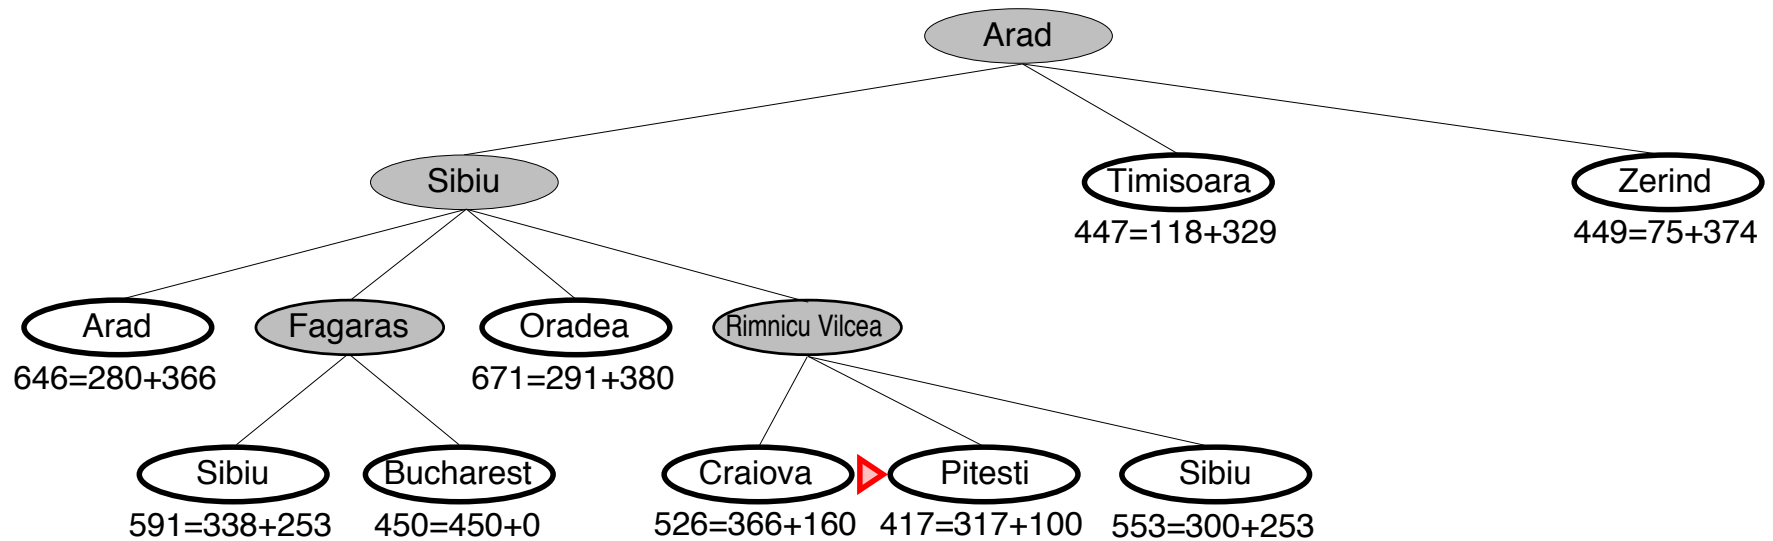 Arad
Sibiu
Timisoara
Zerind
447=118+329
449=75+374
Arad
Fagaras
Oradea
Rimnicu Vilcea
646=280+366
671=291+380
Sibiu
Bucharest
Craiova
Pitesti
Sibiu
591=338+253
450=450+0
526=366+160
417=317+100
553=300+253